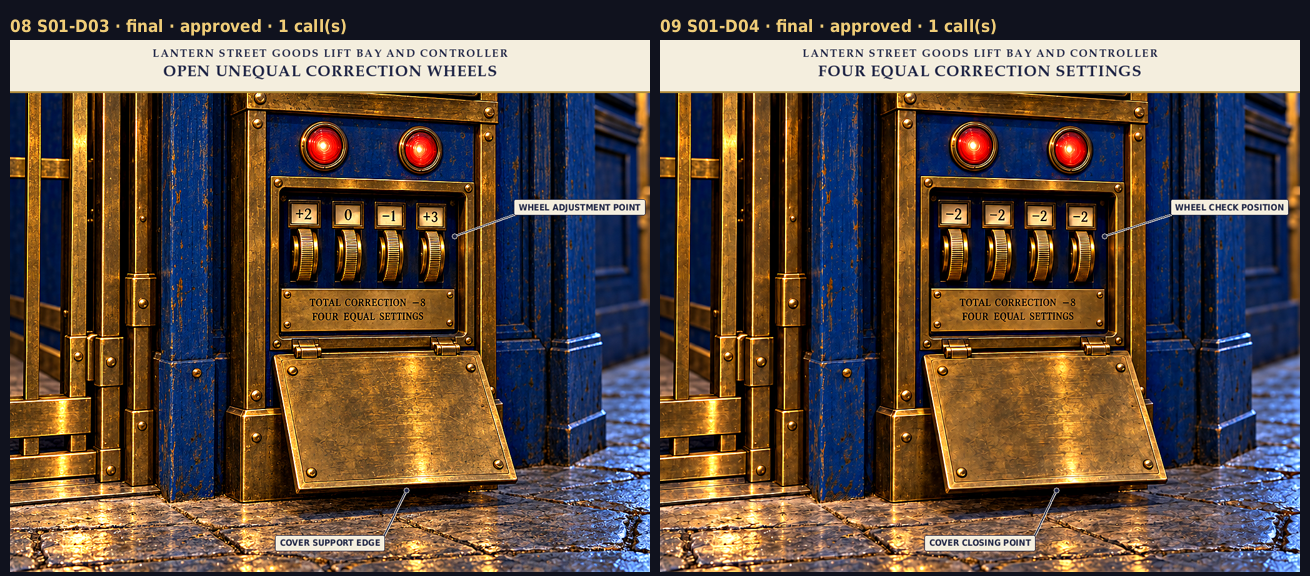 08 S01-D03 · final · approved · 1 call(s)
LANTERN STREET GOODS LIFT BAY AND CONTROLLER
OPEN UNEQUAL CORRECTION WHEELS
+2 0 −1 +3
WHEEL ADJUSTMENT POINT
TOTAL CORRECTION −8
FOUR EQUAL SETTINGS
COVER SUPPORT EDGE
09 S01-D04 · final · approved · 1 call(s)
LANTERN STREET GOODS LIFT BAY AND CONTROLLER
FOUR EQUAL CORRECTION SETTINGS
−2 −2 −2 −2
WHEEL CHECK POSITION
TOTAL CORRECTION −8
FOUR EQUAL SETTINGS
COVER CLOSING POINT